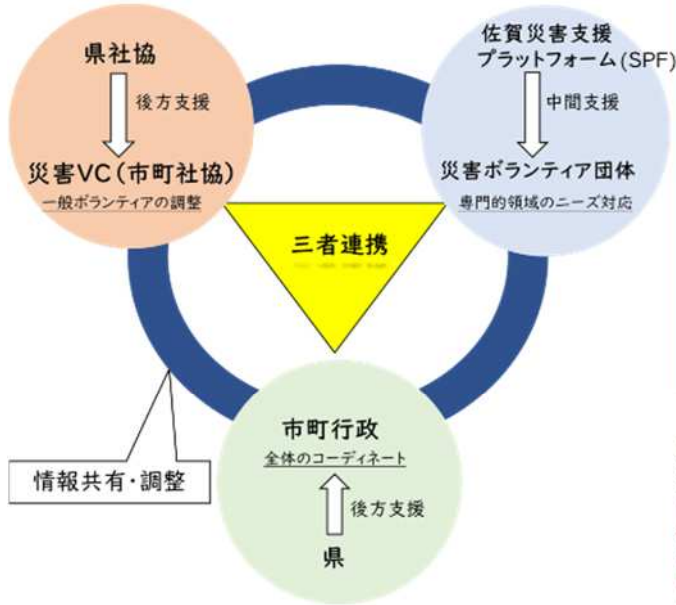 県社協
後方支援
災害VC(市町社協)
一般ボランティアの調整
佐賀災害支援
プラットフォーム(SPF)
中間支援
災害ボランティア団体
専門的領域のニーズ対応
三者連携
市町行政
全体のコーディネート
後方支援
県
情報共有・調整